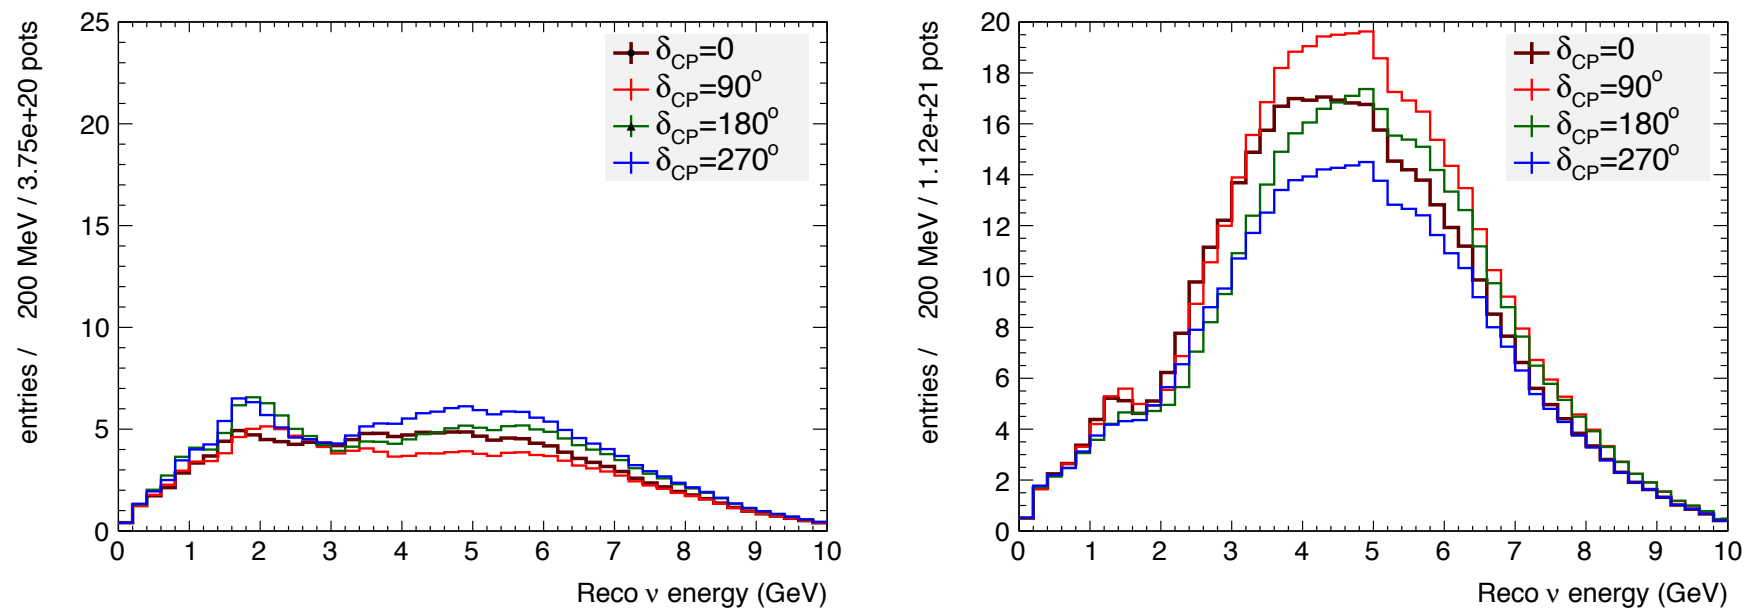 entries / 200 MeV / 3.75e+20 pots
25
20
15
10
5
0
δCP=0
δCP=90°
δCP=180°
δCP=270°
0 1 2 3 4 5 6 7 8 9 10
Reco ν energy (GeV)
entries / 200 MeV / 1.12e+21 pots
20
18
16
14
12
10
8
6
4
2
0
δCP=0
δCP=90°
δCP=180°
δCP=270°
0 1 2 3 4 5 6 7 8 9 10
Reco ν energy (GeV)